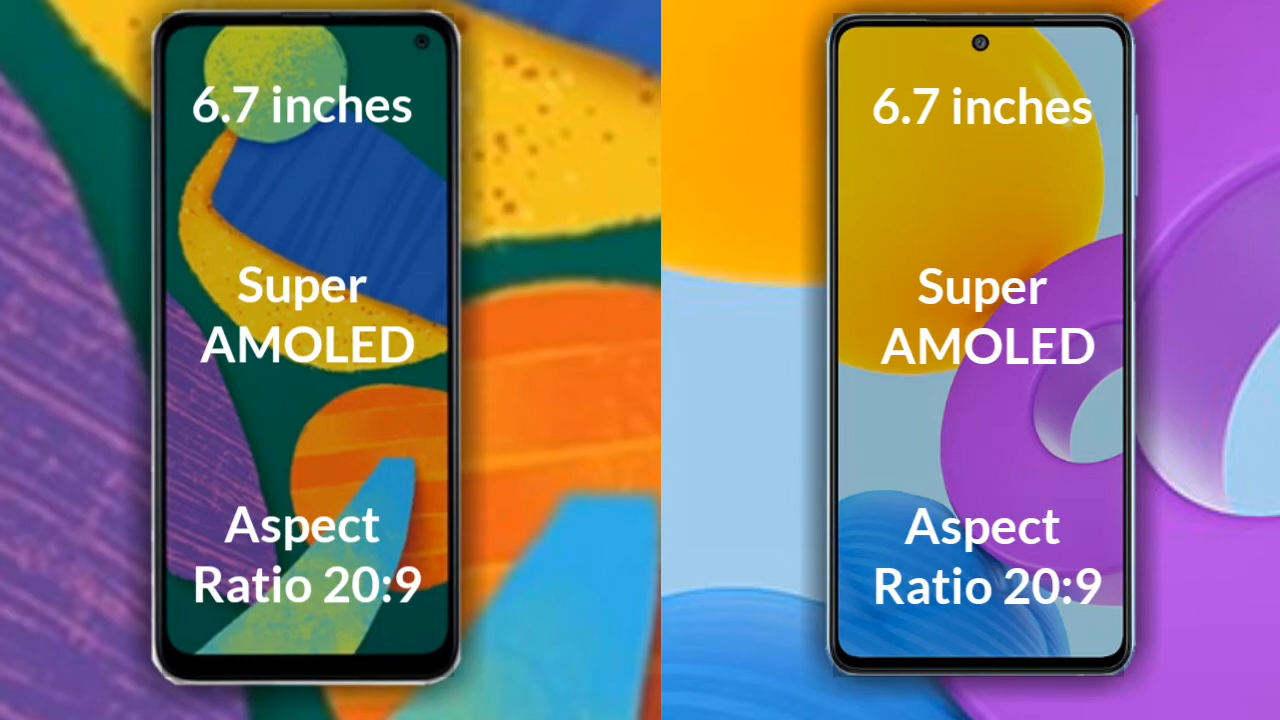 6.7 inches
Super
AMOLED
Aspect
Ratio 20:9
6.7 inches
Super
AMOLED
Aspect
Ratio 20:9